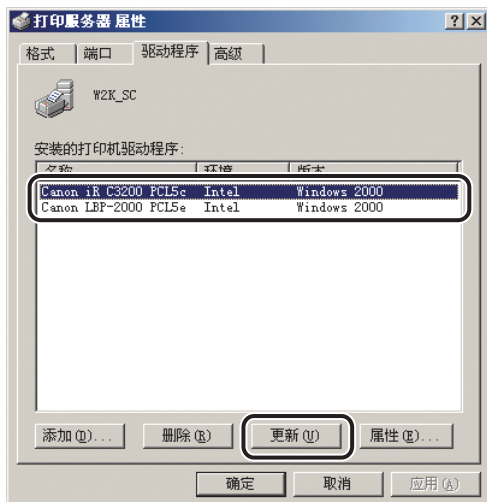 打印服务器 属性
格式 端口 驱动程序 高级
W2K_SC
安装的打印机驱动程序:
名称 环境 版本
Canon iR C3200 PCL5c Intel Windows 2000
Canon LBP-2000 PCL5e Intel Windows 2000
添加(D)... 删除(R) 更新(U) 属性(E)...
确定 取消 应用(A)